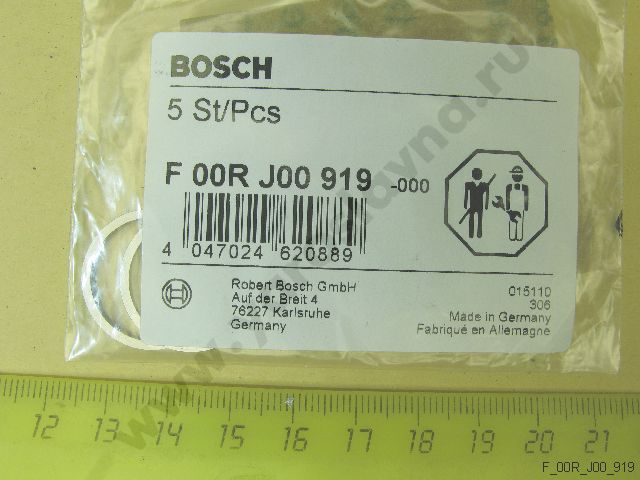 BOSCH
5 St/Pcs
F 00R J00 919 -000
4 047024 620889
Robert Bosch GmbH
Auf der Breit 4
76227 Karlsruhe
Germany
015110
306
Made in Germany
Fabriqué en Allemagne
12 13 14 15 16 17 18 19 20 21
F_00R_J00_919